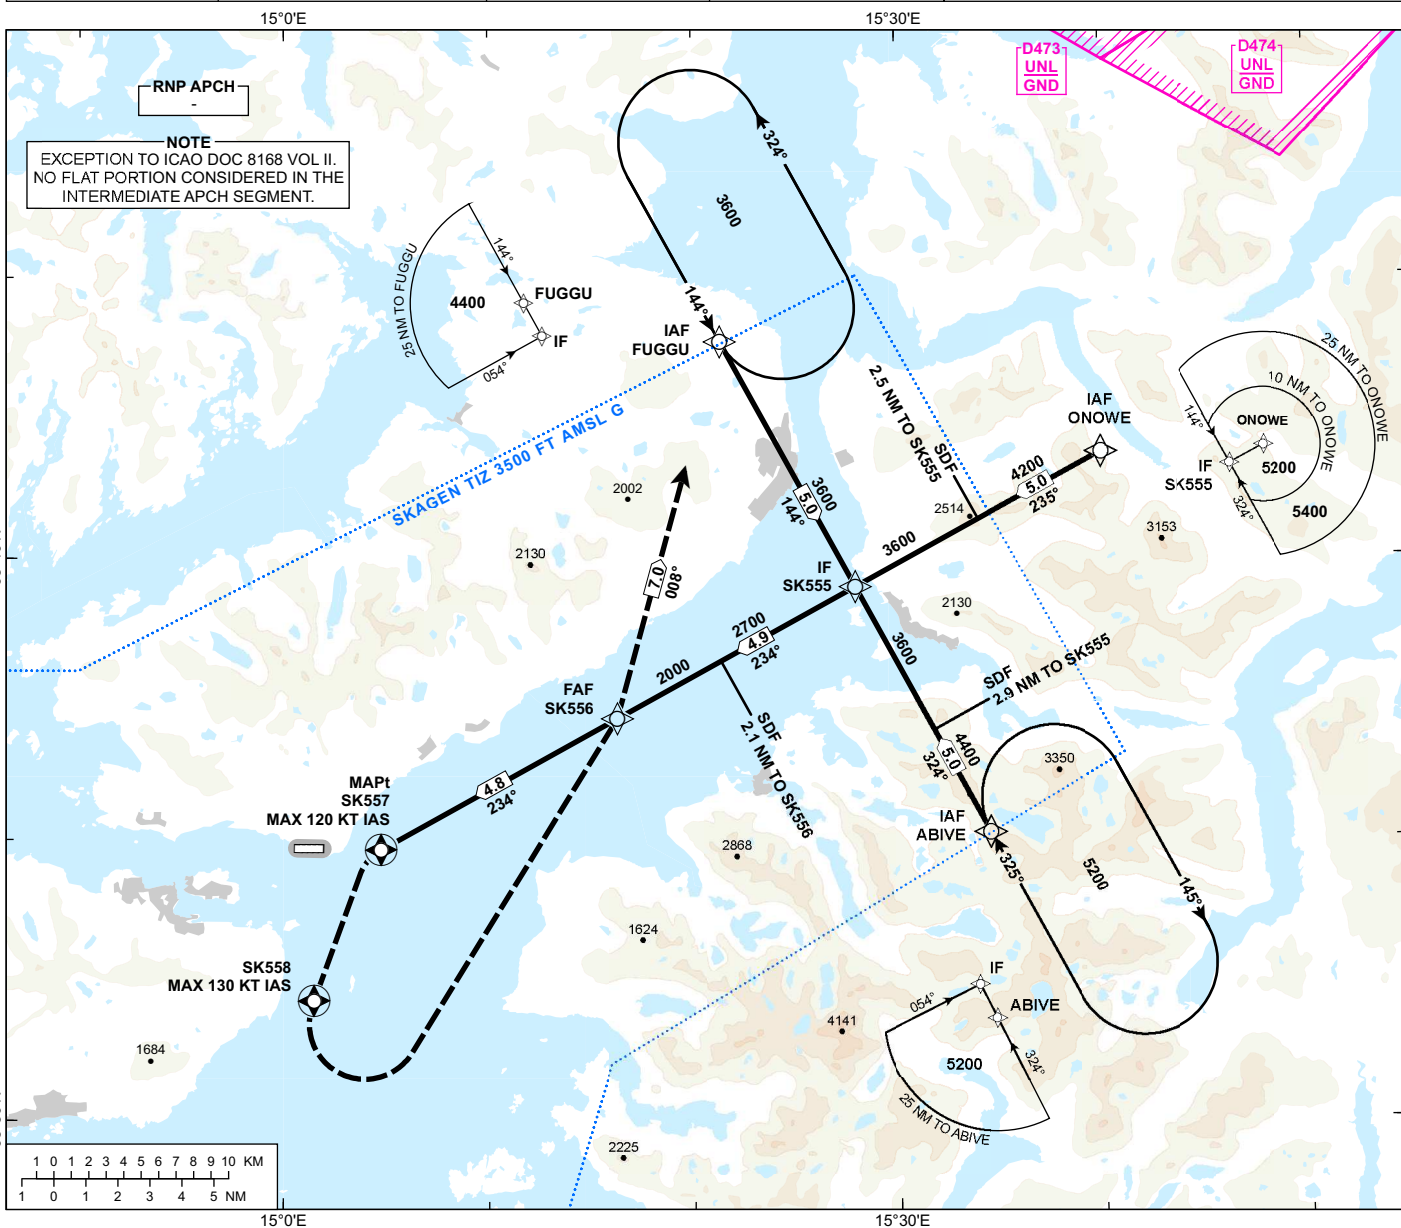 15°0'E
15°30'E
RNP APCH
-
NOTE
EXCEPTION TO ICAO DOC 8168 VOL II.
NO FLAT PORTION CONSIDERED IN THE
INTERMEDIATE APCH SEGMENT.
D473
UNL
GND
D474
UNL
GND
324°
3600
144°
25 NM TO FUGGU
144°
4400
FUGGU
IF
054°
IAF
FUGGU
SKAGEN TIZ 3500 FT AMSL G
2.5 NM TO SK555
SDF
IAF
ONOWE
4200
5.0
235°
25 NM TO ONOWE
10 NM TO ONOWE
144°
ONOWE
IF
SK555
5200
324°
5400
2002
2130
3600
5.0
144°
2514
3600
3153
IF
SK555
2130
7.0
008°
2700
4.9
234°
2000
3600
SDF
2.9 NM TO SK555
FAF
SK556
SDF
2.1 NM TO SK556
4400
5.0
324°
3350
MAPt
SK557
MAX 120 KT IAS
4.8
234°
IAF
ABIVE
325°
5200
145°
2868
1624
SK558
MAX 130 KT IAS
4141
1684
IF
054°
ABIVE
5200
324°
25 NM TO ABIVE
2225
1 0 1 2 3 4 5 6 7 8 9 10 KM
1 0 1 2 3 4 5 NM
15°0'E
15°30'E